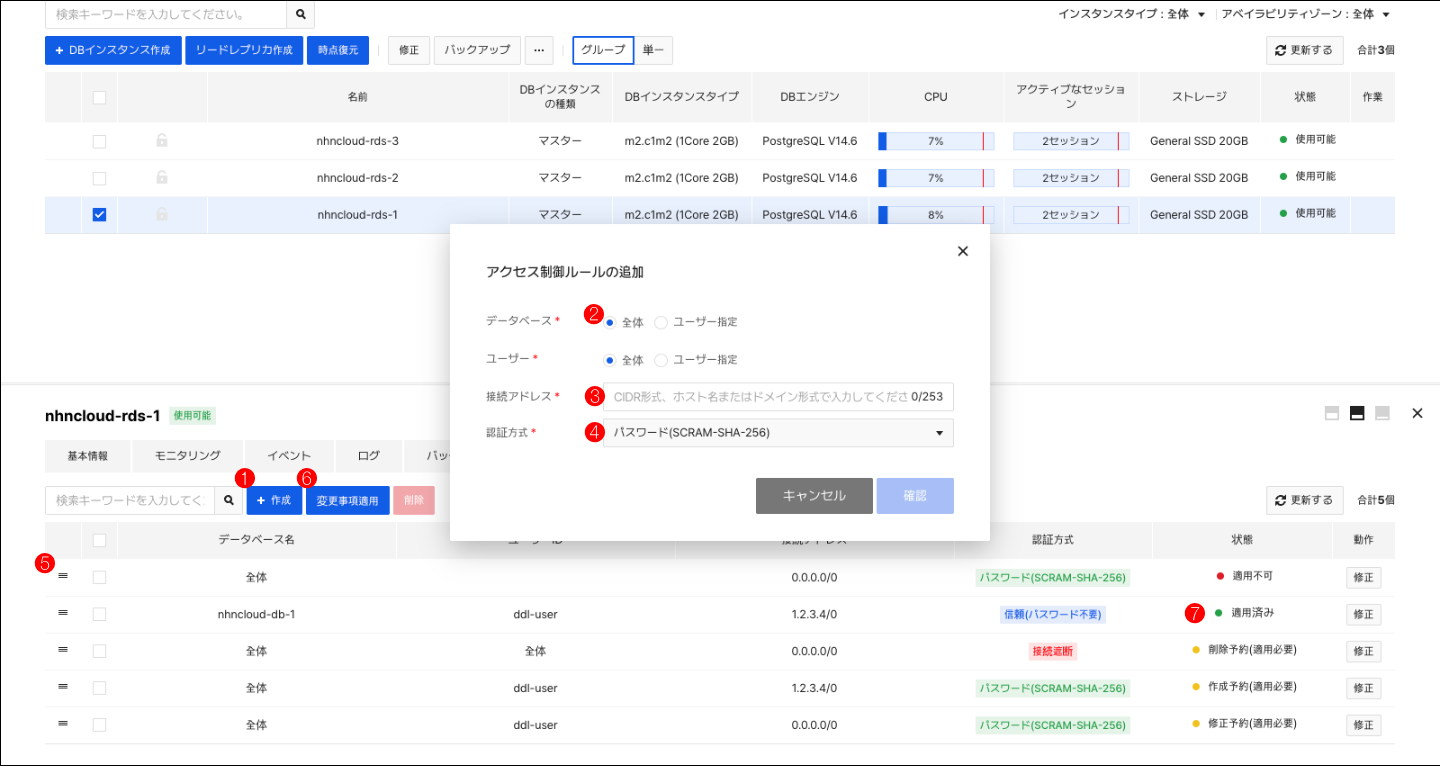 検索キーワードを入力してください。
インスタンスタイプ : 全体 アベイラビリティゾーン : 全体
+ DBインスタンス作成 リードレプリカ作成 時点復元 修正 バックアップ ... グループ 単一 更新する 合計3個
名前 DBインスタンスの種類 DBインスタンスタイプ DBエンジン CPU アクティブなセッション ストレージ 状態 作業
nhncloud-rds-3 マスター m2.c1m2 (1Core 2GB) PostgreSQL V14.6 7% 2セッション General SSD 20GB 使用可能
nhncloud-rds-2 マスター m2.c1m2 (1Core 2GB) PostgreSQL V14.6 7% 2セッション General SSD 20GB 使用可能
nhncloud-rds-1 マスター m2.c1m2 (1Core 2GB) PostgreSQL V14.6 8% 2セッション General SSD 20GB 使用可能
アクセス制御ルールの追加
データベース * 2 全体 ユーザー指定
ユーザー * 全体 ユーザー指定
接続アドレス * 3 CIDR形式、ホスト名またはドメイン形式で入力してくださ 0/253
認証方式 * 4 パスワード(SCRAM-SHA-256)
キャンセル 確認
nhncloud-rds-1 使用可能
基本情報 モニタリング イベント ログ バッ
1 6
検索キーワードを入力してく + 作成 変更事項適用 削除 更新する 合計5個
データベース名 認証方式 状態 動作
5 全体 0.0.0.0/0 パスワード(SCRAM-SHA-256) 適用不可 修正
nhncloud-db-1 ddl-user 1.2.3.4/0 信頼(パスワード不要) 7 適用済み 修正
全体 全体 0.0.0.0/0 接続遮断 削除予約(適用必要) 修正
全体 ddl-user 1.2.3.4/0 パスワード(SCRAM-SHA-256) 作成予約(適用必要) 修正
全体 ddl-user 0.0.0.0/0 パスワード(SCRAM-SHA-256) 修正予約(適用必要) 修正